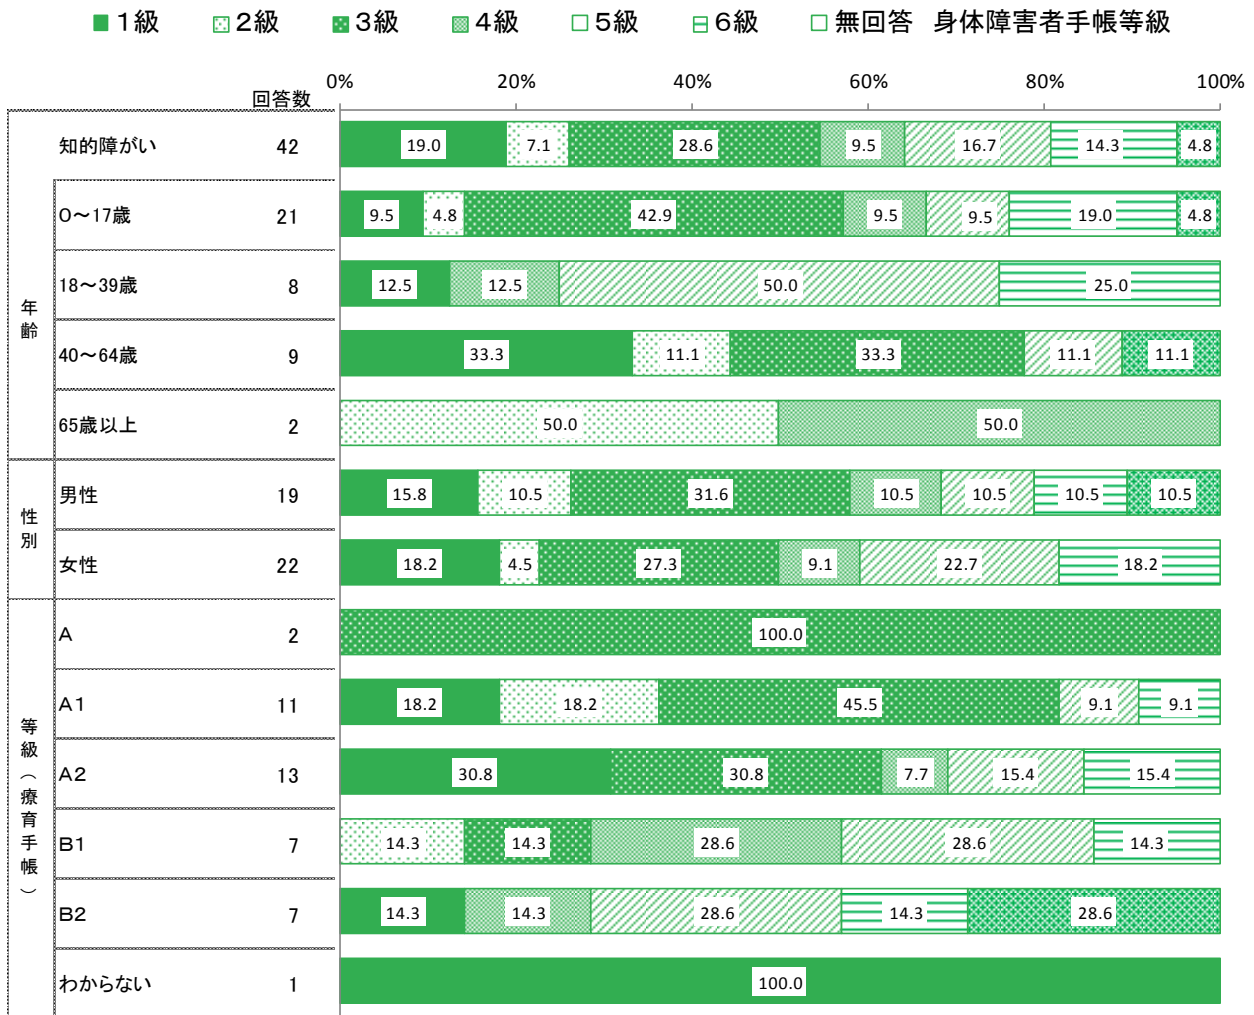 1級 2級 3級 4級 5級 6級 無回答 身体障害者手帳等級
0% 20% 40% 60% 80% 100%
回答数
知的障がい 42 19.0 7.1 28.6 9.5 16.7 14.3 4.8
年齢
0～17歳 21 9.5 4.8 42.9 9.5 9.5 19.0 4.8
18～39歳 8 12.5 12.5 50.0 25.0
40～64歳 9 33.3 11.1 33.3 11.1 11.1
65歳以上 2 50.0 50.0
性別
男性 19 15.8 10.5 31.6 10.5 10.5 10.5 10.5
女性 22 18.2 4.5 27.3 9.1 22.7 18.2
等級（療育手帳）
A 2 100.0
A1 11 18.2 18.2 45.5 9.1 9.1
A2 13 30.8 30.8 7.7 15.4 15.4
B1 7 14.3 14.3 28.6 28.6 14.3
B2 7 14.3 14.3 28.6 14.3 28.6
わからない 1 100.0